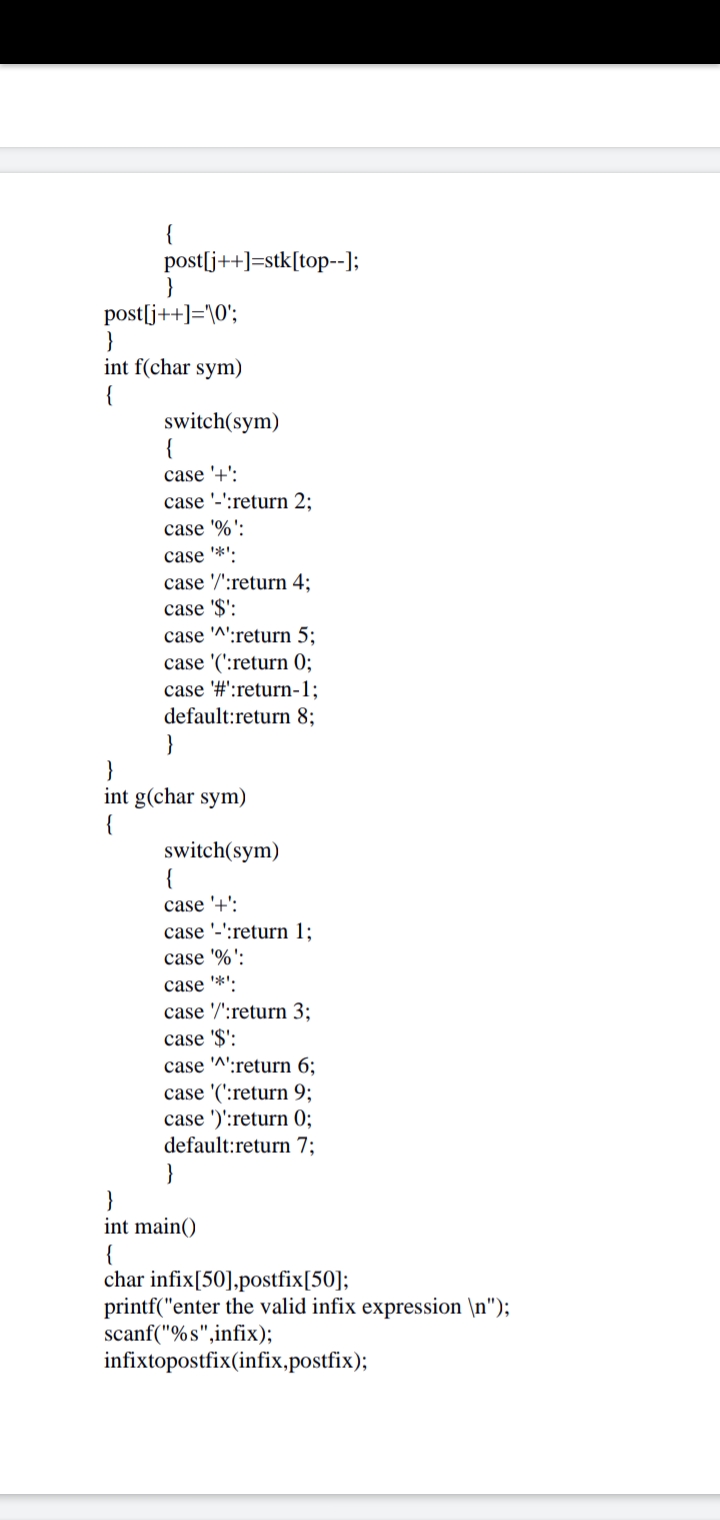 {
post[j++]=stk[top--];
}
post[j++]='\0';
}
int f(char sym)
{
switch(sym)
{
case '+':
case '-':return 2;
case '%':
case '*':
case '/':return 4;
case '$':
case '^':return 5;
case '(':return 0;
case '#':return-1;
default:return 8;
}
}
int g(char sym)
{
switch(sym)
{
case '+':
case '-':return 1;
case '%':
case '*':
case '/':return 3;
case '$':
case '^':return 6;
case '(':return 9;
case ')':return 0;
default:return 7;
}
}
int main()
{
char infix[50],postfix[50];
printf("enter the valid infix expression \n");
scanf("%s",infix);
infixtopostfix(infix,postfix);